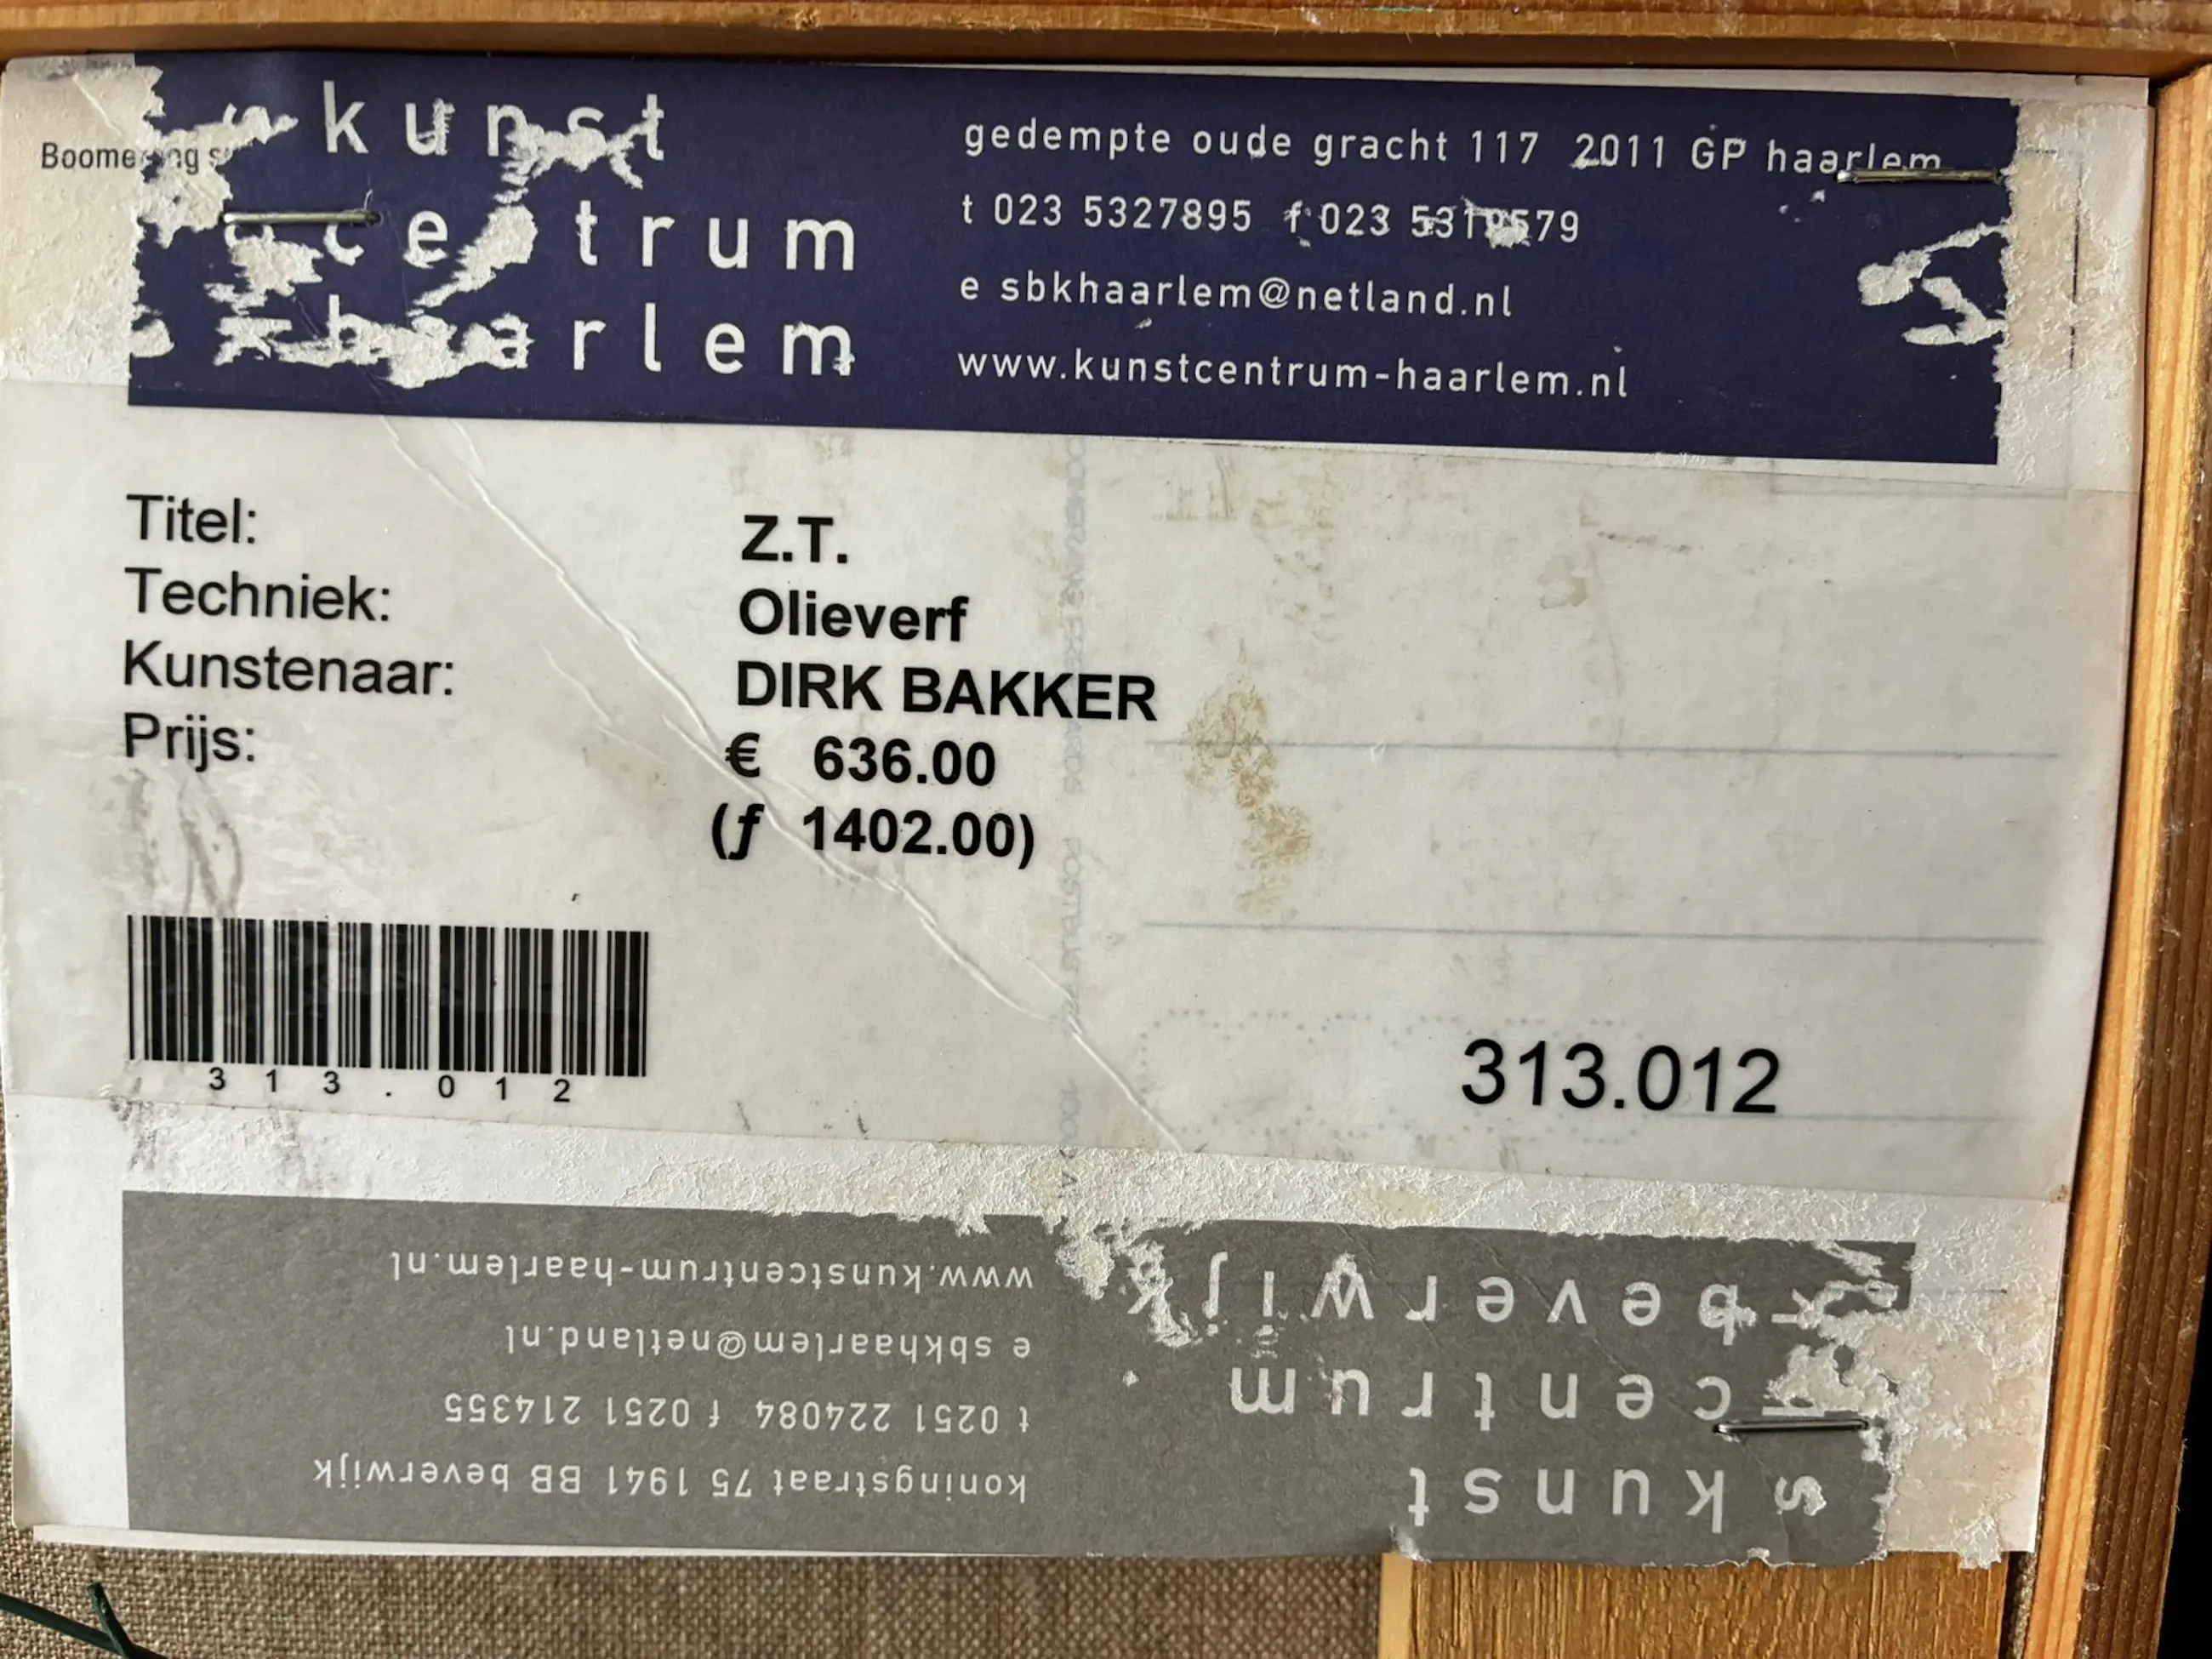 kunst
centrum
haarlem
gedempte oude gracht 117 2011 GP haarlem
t 023 5327895 f 023
e sbkhaarlem@netland.nl
www.kunstcentrum-haarlem.nl
Titel: Z.T.
Techniek: Olieverf
Kunstenaar: DIRK BAKKER
Prijs: € 636.00
(ƒ 1402.00)
313.012
313.012
s kunst
centrum
beverwijk
koningstraat 75 1941 BB beverwijk
t 0251 224084 f 0251 214355
e sbkhaarlem@netland.nl
www.kunstcentrum-haarlem.nl